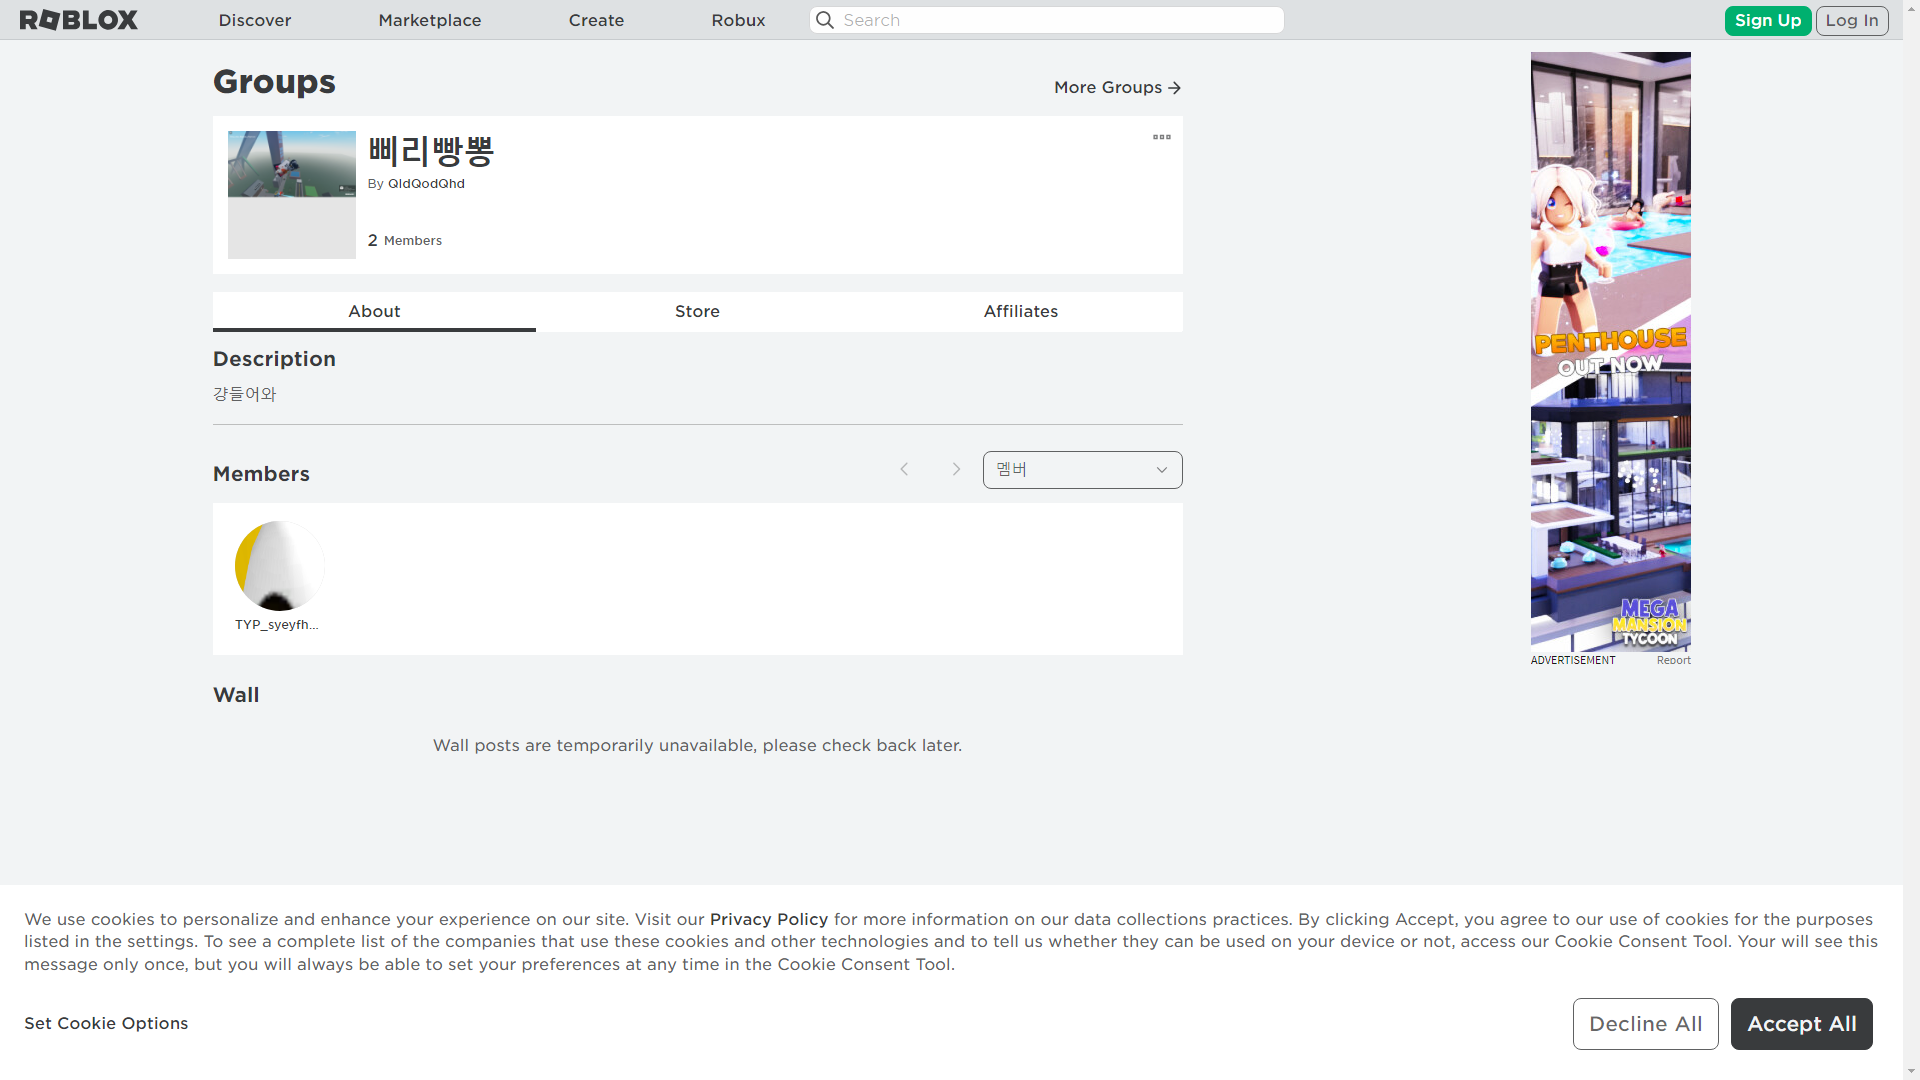 ROBLOX
Discover
Marketplace
Create
Robux
Search
Sign Up
Log In
Groups
More Groups
삐리빵뽕
By QldQodQhd
2 Members
About
Store
Affiliates
Description
걍들어와
Members
멤버
TYP_syeyfh...
Wall
Wall posts are temporarily unavailable, please check back later.
PENTHOUSE
OUT NOW
MEGA
MANSION
TYCOON
ADVERTISEMENT
Report
We use cookies to personalize and enhance your experience on our site. Visit our Privacy Policy for more information on our data collections practices. By clicking Accept, you agree to our use of cookies for the purposes
listed in the settings. To see a complete list of the companies that use these cookies and other technologies and to tell us whether they can be used on your device or not, access our Cookie Consent Tool. Your will see this
message only once, but you will always be able to set your preferences at any time in the Cookie Consent Tool.
Set Cookie Options
Decline All
Accept All